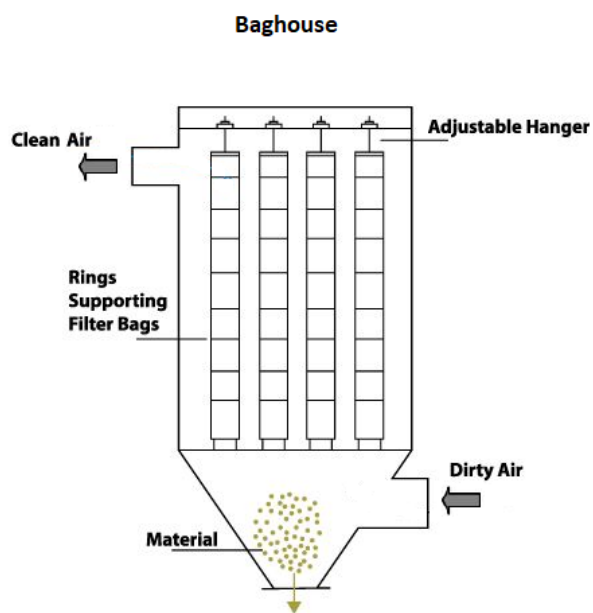 Baghouse
Clean Air
Adjustable Hanger
Rings
Supporting
Filter Bags
Dirty Air
Material